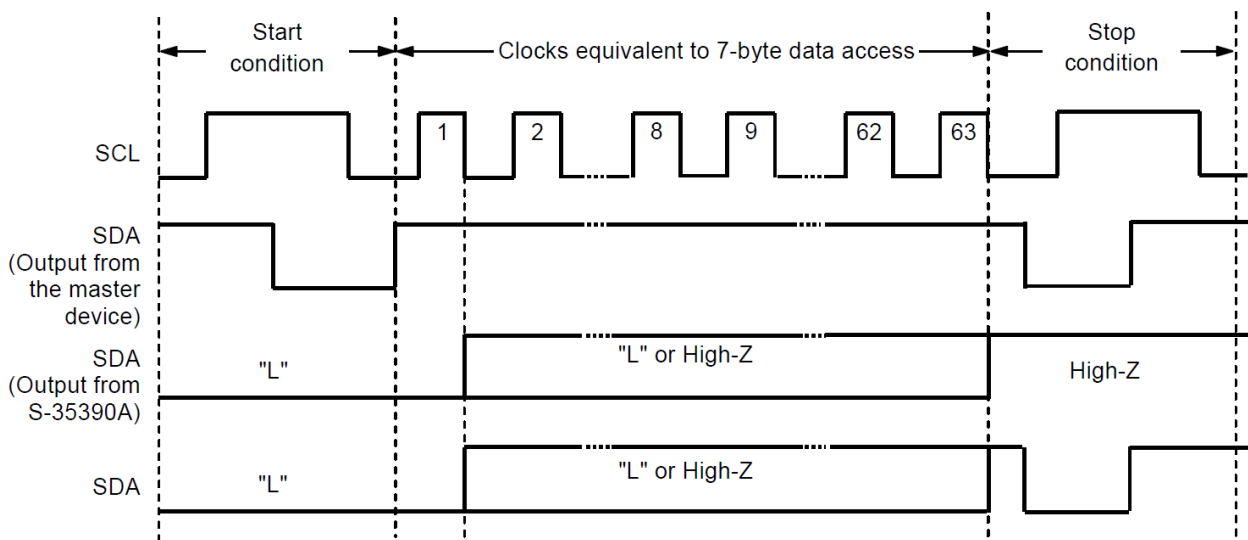 Start
condition
Clocks equivalent to 7-byte data access
Stop
condition
SCL
1
2
8
9
62
63
SDA
(Output from
the master
device)
SDA
(Output from
S-35390A)
"L"
"L" or High-Z
High-Z
SDA
"L"
"L" or High-Z